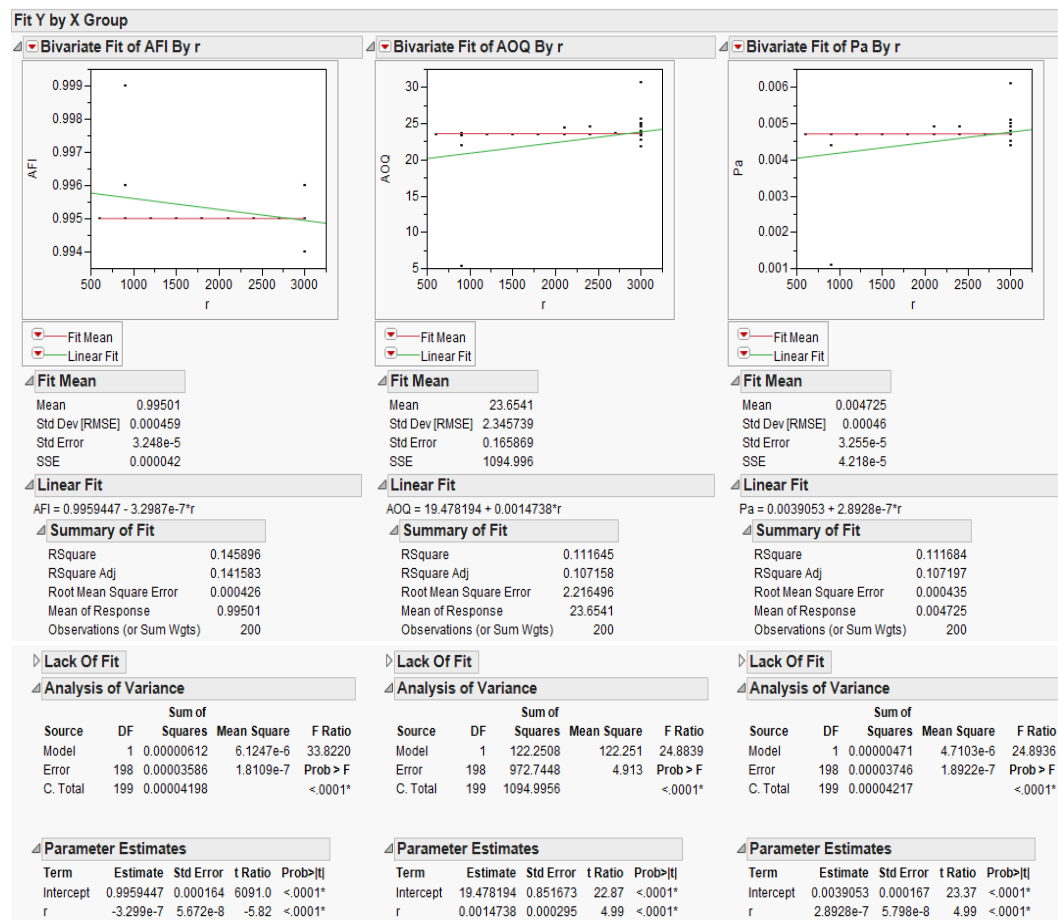 Fit Y by X Group
Bivariate Fit of AFI By r
0.999
0.998
0.997
0.996
0.995
0.994
AFI
500 1000 1500 2000 2500 3000
r
Fit Mean
Linear Fit
Fit Mean
Mean 0.99501
Std Dev [RMSE] 0.000459
Std Error 3.248e-5
SSE 0.000042
Linear Fit
AFI = 0.9959447 - 3.2987e-7*r
Summary of Fit
RSquare 0.145896
RSquare Adj 0.141583
Root Mean Square Error 0.000426
Mean of Response 0.99501
Observations (or Sum Wgts) 200
Lack Of Fit
Analysis of Variance
Sum of
Source DF Squares Mean Square F Ratio
Model 1 0.00000612 6.1247e-6 33.8220
Error 198 0.00003586 1.8109e-7 Prob > F
C. Total 199 0.00004198 <.0001*
Parameter Estimates
Term Estimate Std Error t Ratio Prob>|t|
Intercept 0.9959447 0.000164 6091.0 <.0001*
r -3.299e-7 5.672e-8 -5.82 <.0001*
Bivariate Fit of AOQ By r
30
25
20
15
10
5
AOQ
500 1000 1500 2000 2500 3000
r
Fit Mean
Linear Fit
Fit Mean
Mean 23.6541
Std Dev [RMSE] 2.345739
Std Error 0.165869
SSE 1094.996
Linear Fit
AOQ = 19.478194 + 0.0014738*r
Summary of Fit
RSquare 0.111645
RSquare Adj 0.107158
Root Mean Square Error 2.216496
Mean of Response 23.6541
Observations (or Sum Wgts) 200
Lack Of Fit
Analysis of Variance
Sum of
Source DF Squares Mean Square F Ratio
Model 1 122.2508 122.251 24.8839
Error 198 972.7448 4.913 Prob > F
C. Total 199 1094.9956 <.0001*
Parameter Estimates
Term Estimate Std Error t Ratio Prob>|t|
Intercept 19.478194 0.851673 22.87 <.0001*
r 0.0014738 0.000295 4.99 <.0001*
Bivariate Fit of Pa By r
0.006
0.005
0.004
0.003
0.002
0.001
Pa
500 1000 1500 2000 2500 3000
r
Fit Mean
Linear Fit
Fit Mean
Mean 0.004725
Std Dev [RMSE] 0.00046
Std Error 3.255e-5
SSE 4.218e-5
Linear Fit
Pa = 0.0039053 + 2.8928e-7*r
Summary of Fit
RSquare 0.111684
RSquare Adj 0.107197
Root Mean Square Error 0.000435
Mean of Response 0.004725
Observations (or Sum Wgts) 200
Lack Of Fit
Analysis of Variance
Sum of
Source DF Squares Mean Square F Ratio
Model 1 0.00000471 4.7103e-6 24.8936
Error 198 0.00003746 1.8922e-7 Prob > F
C. Total 199 0.00004217 <.0001*
Parameter Estimates
Term Estimate Std Error t Ratio Prob>|t|
Intercept 0.0039053 0.000167 23.37 <.0001*
r 2.8928e-7 5.798e-8 4.99 <.0001*